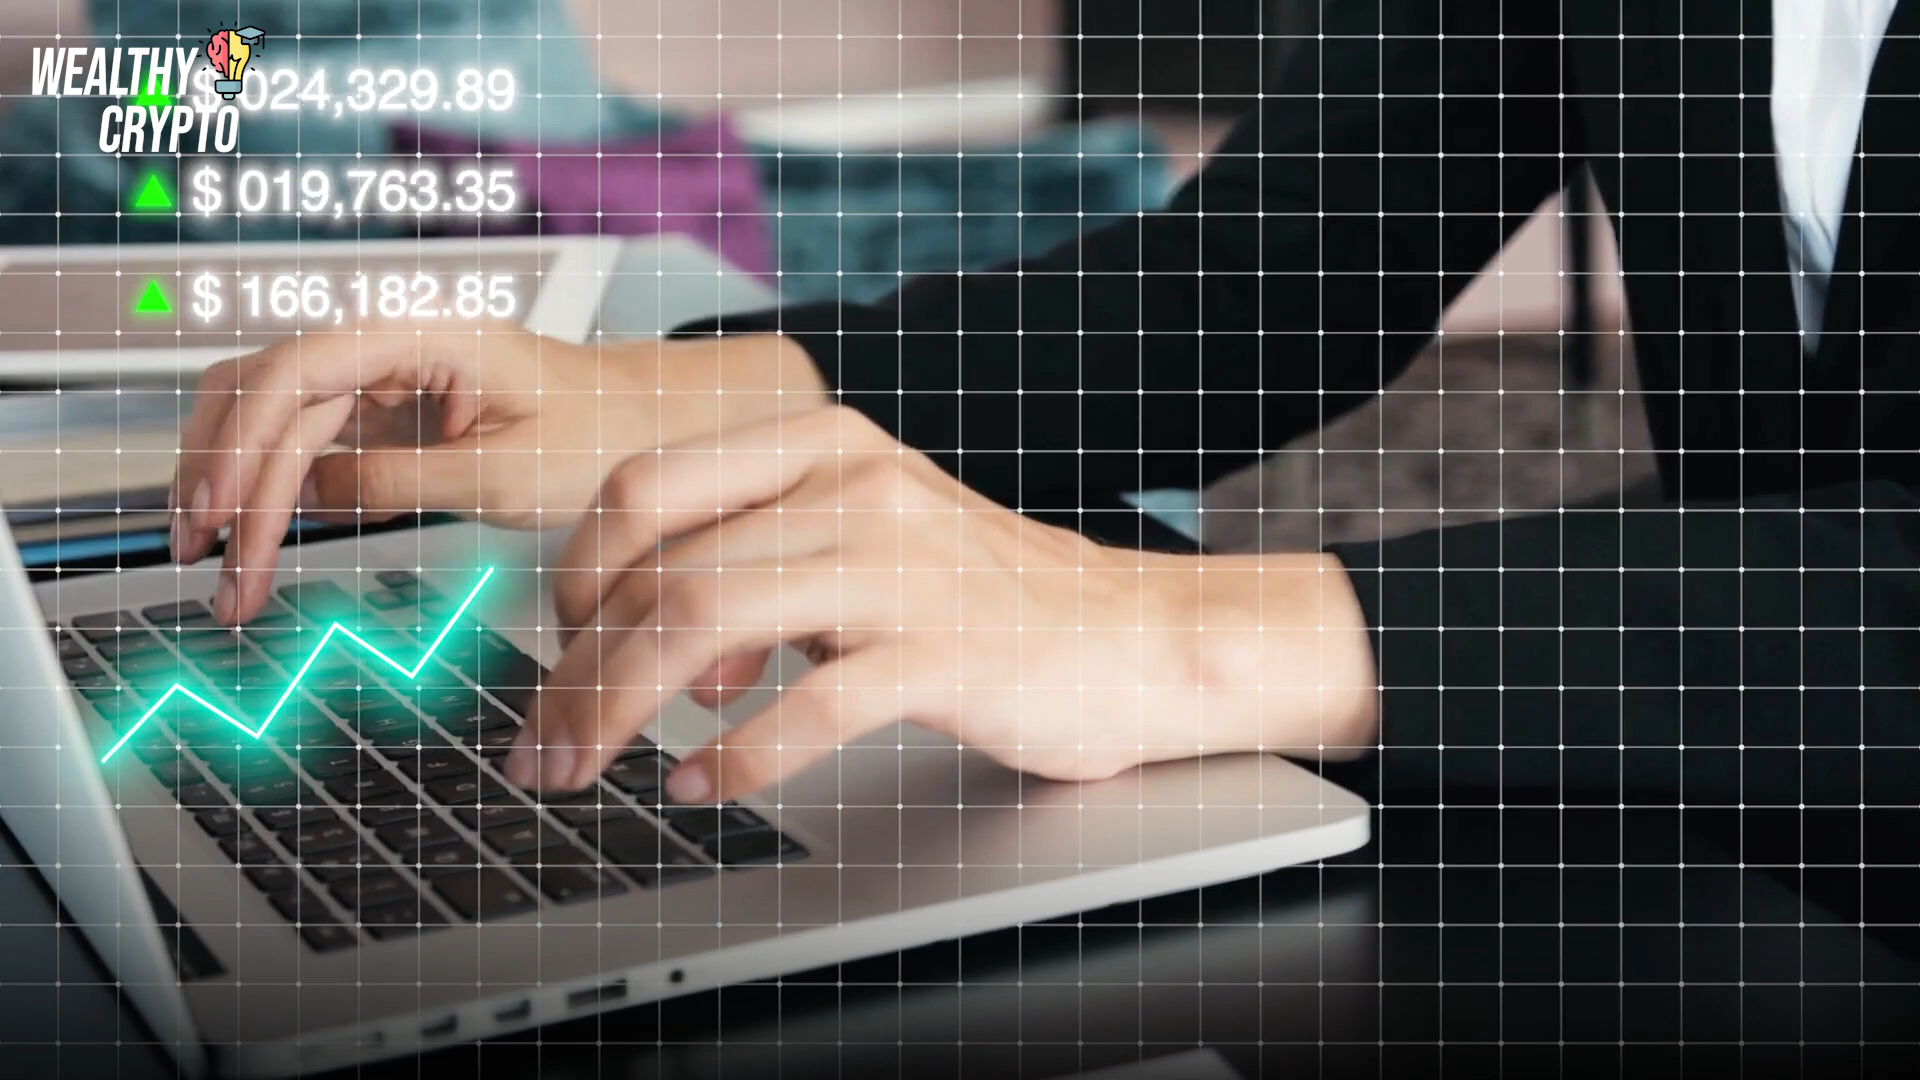 WEALTHY
CRYPTO
$ 024,329.89
$ 019,763.35
$ 166,182.85